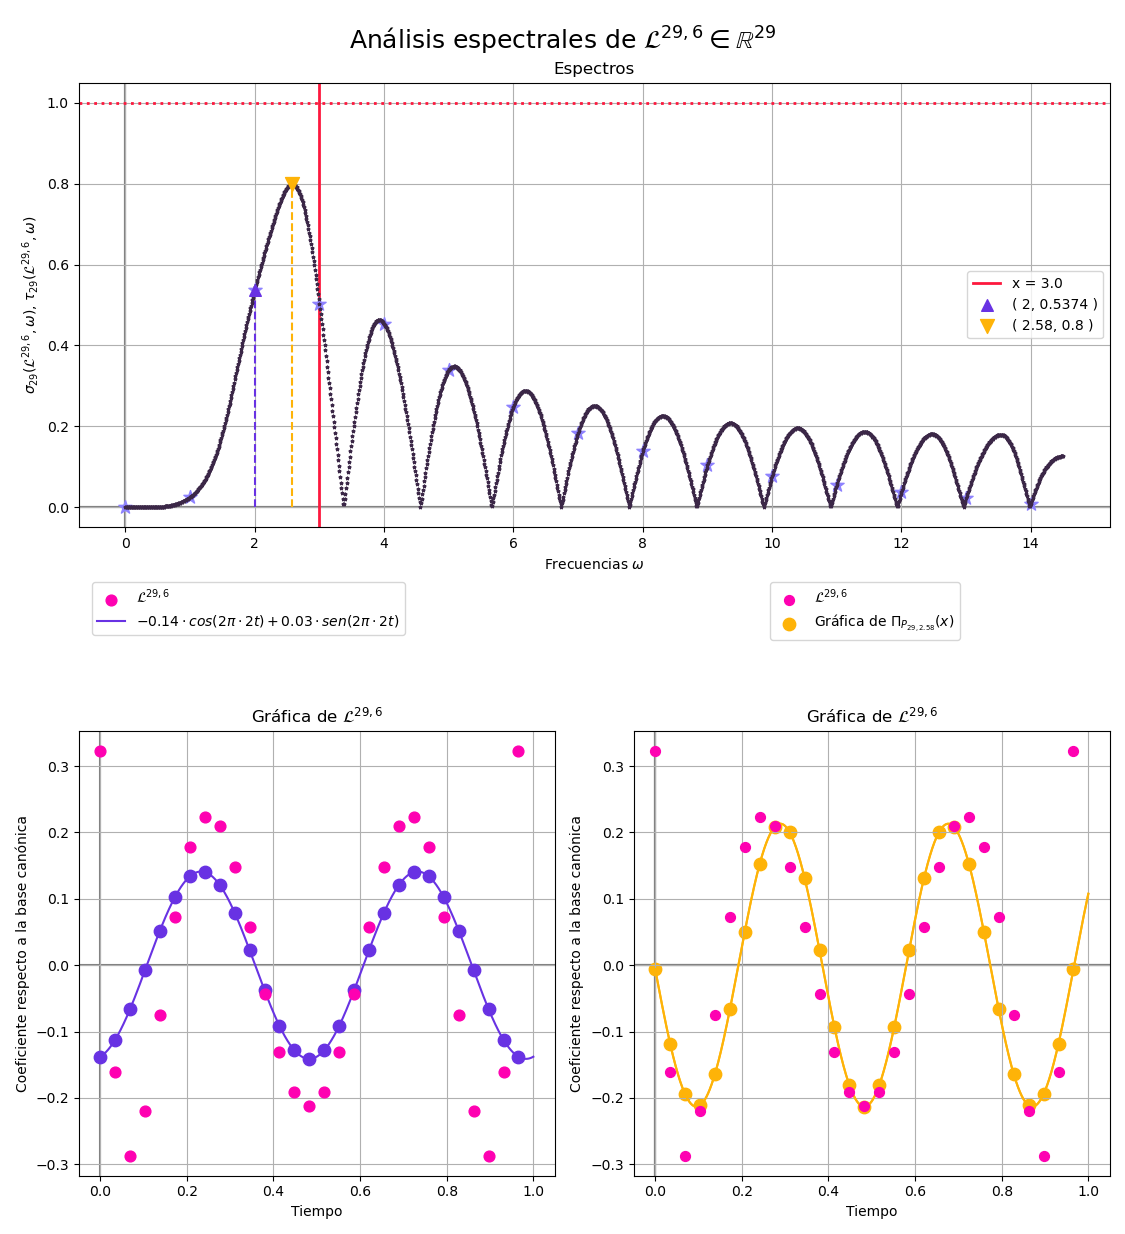 Análisis espectrales de ℒ^{29,6} ∈ ℝ^{29}
Espectros
1.0
0.8
0.6
0.4
0.2
0.0
σ_{29}(ℒ^{29,6}, ω), τ_{29}(ℒ^{29,6}, ω)
x = 3.0
( 2, 0.5374 )
( 2.58, 0.8 )
0 2 4 6 8 10 12 14
Frecuencias ω
ℒ^{29,6}
−0.14 · cos(2π · 2t) + 0.03 · sen(2π · 2t)
ℒ^{29,6}
Gráfica de Π_{P_{29,2.58}}(x)
Gráfica de ℒ^{29,6}
0.3
0.2
0.1
0.0
−0.1
−0.2
−0.3
Coeficiente respecto a la base canónica
0.0 0.2 0.4 0.6 0.8 1.0
Tiempo
Gráfica de ℒ^{29,6}
0.3
0.2
0.1
0.0
−0.1
−0.2
−0.3
Coeficiente respecto a la base canónica
0.0 0.2 0.4 0.6 0.8 1.0
Tiempo